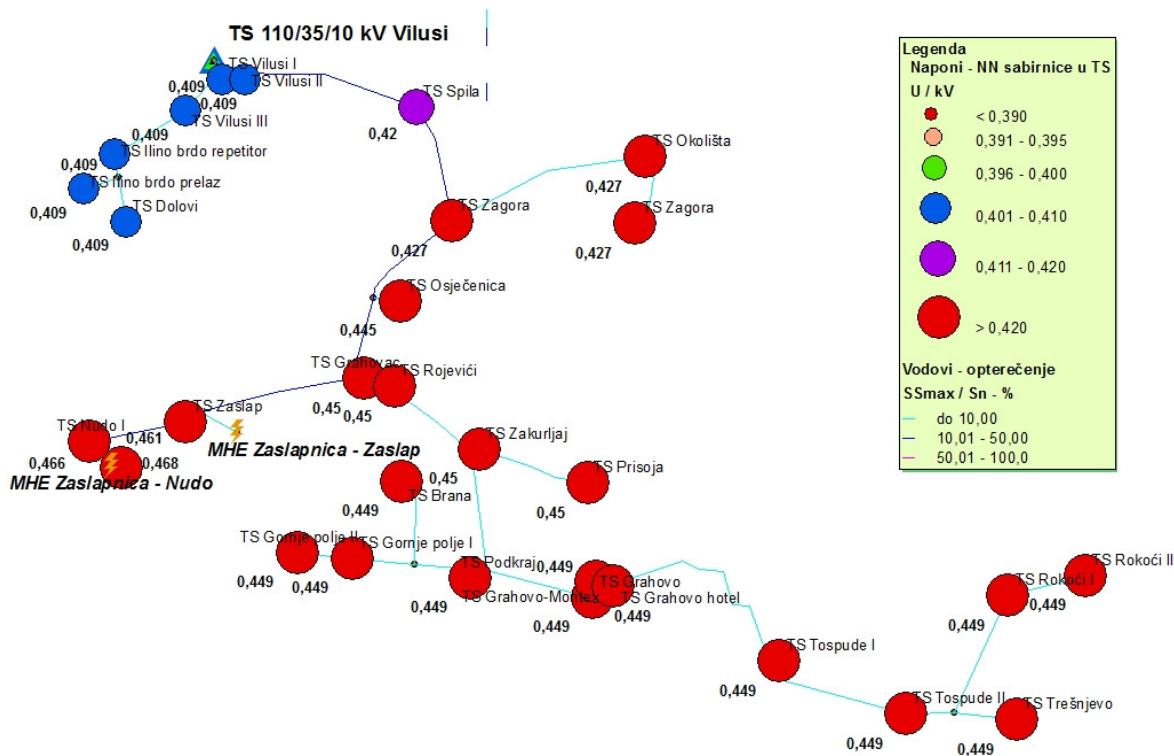 TS 110/35/10 kV Vilusi
TS Vilusi I
0,409
TS Vilusi II
0,409
TS Vilusi III
0,409
TS Ilino brdo repetitor
0,409
TS Ilino brdo prelaz
0,409
TS Dolovi
0,409
TS Spila
0,42
TS Okolišta
0,427
TS Zagora
0,427
TS Zagora
0,427
TS Osječenica
0,445
TS Grahovac
0,45
TS Rojevići
0,45
TS Zaslap
0,461
TS Nudo I
0,466
0,468
MHE Zaslapnica - Zaslap
MHE Zaslapnica - Nudo
TS Zakurljaj
0,45
TS Prisoja
0,45
TS Brana
0,449
TS Gornje polje II
0,449
TS Gornje polje I
0,449
TS Podkraj
0,449
0,449
TS Grahovo
TS Grahovo-Montex
0,449
TS Grahovo hotel
0,449
TS Tospude I
0,449
TS Tospude II
0,449
TS Trešnjevo
0,449
TS Rokoći I
0,449
TS Rokoći II
0,449
Legenda
Naponi - NN sabirnice u TS
U / kV
< 0,390
0,391 - 0,395
0,396 - 0,400
0,401 - 0,410
0,411 - 0,420
> 0,420
Vodovi - opterečenje
SSmax / Sn - %
do 10,00
10,01 - 50,00
50,01 - 100,0